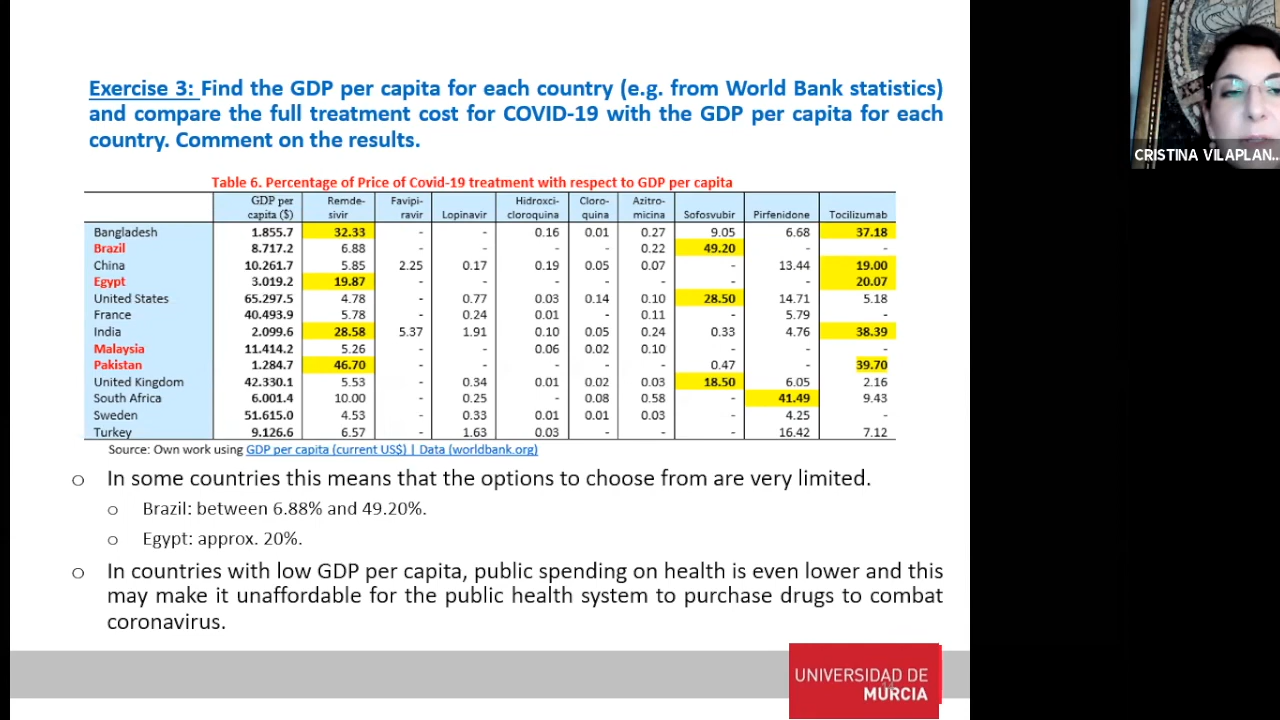 Exercise 3: Find the GDP per capita for each country (e.g. from World Bank statistics)
and compare the full treatment cost for COVID-19 with the GDP per capita for each
country. Comment on the results.
Table 6. Percentage of Price of Covid-19 treatment with respect to GDP per capita
GDP per capita ($) Remde-sivir Favipi-ravir Lopinavir Hidroxci-cloroquina Cloro-quina Azitro-micina Sofosvubir Pirfenidone Tocilizumab
Bangladesh 1.855.7 32.33 - - 0.16 0.01 0.27 9.05 6.68 37.18
Brazil 8.717.2 6.88 - - - - 0.22 49.20 - -
China 10.261.7 5.85 2.25 0.17 0.19 0.05 0.07 - 13.44 19.00
Egypt 3.019.2 19.87 - - - - - - - 20.07
United States 65.297.5 4.78 - 0.77 0.03 0.14 0.10 28.50 14.71 5.18
France 40.493.9 5.78 - 0.24 0.01 - 0.11 - 5.79 -
India 2.099.6 28.58 5.37 1.91 0.10 0.05 0.24 0.33 4.76 38.39
Malaysia 11.414.2 5.26 - - 0.06 0.02 0.10 - - -
Pakistan 1.284.7 46.70 - - - - - 0.47 - 39.70
United Kingdom 42.330.1 5.53 - 0.34 0.01 0.02 0.03 18.50 6.05 2.16
South Africa 6.001.4 10.00 - 0.25 - 0.08 0.58 - 41.49 9.43
Sweden 51.615.0 4.53 - 0.33 0.01 0.01 0.03 - 4.25 -
Turkey 9.126.6 6.57 - 1.63 0.03 - - - 16.42 7.12
Source: Own work using GDP per capita (current US$) | Data (worldbank.org)
o In some countries this means that the options to choose from are very limited.
o Brazil: between 6.88% and 49.20%.
o Egypt: approx. 20%.
o In countries with low GDP per capita, public spending on health is even lower and this
may make it unaffordable for the public health system to purchase drugs to combat
coronavirus.
UNIVERSIDAD DE
MURCIA
CRISTINA VILAPLAN...